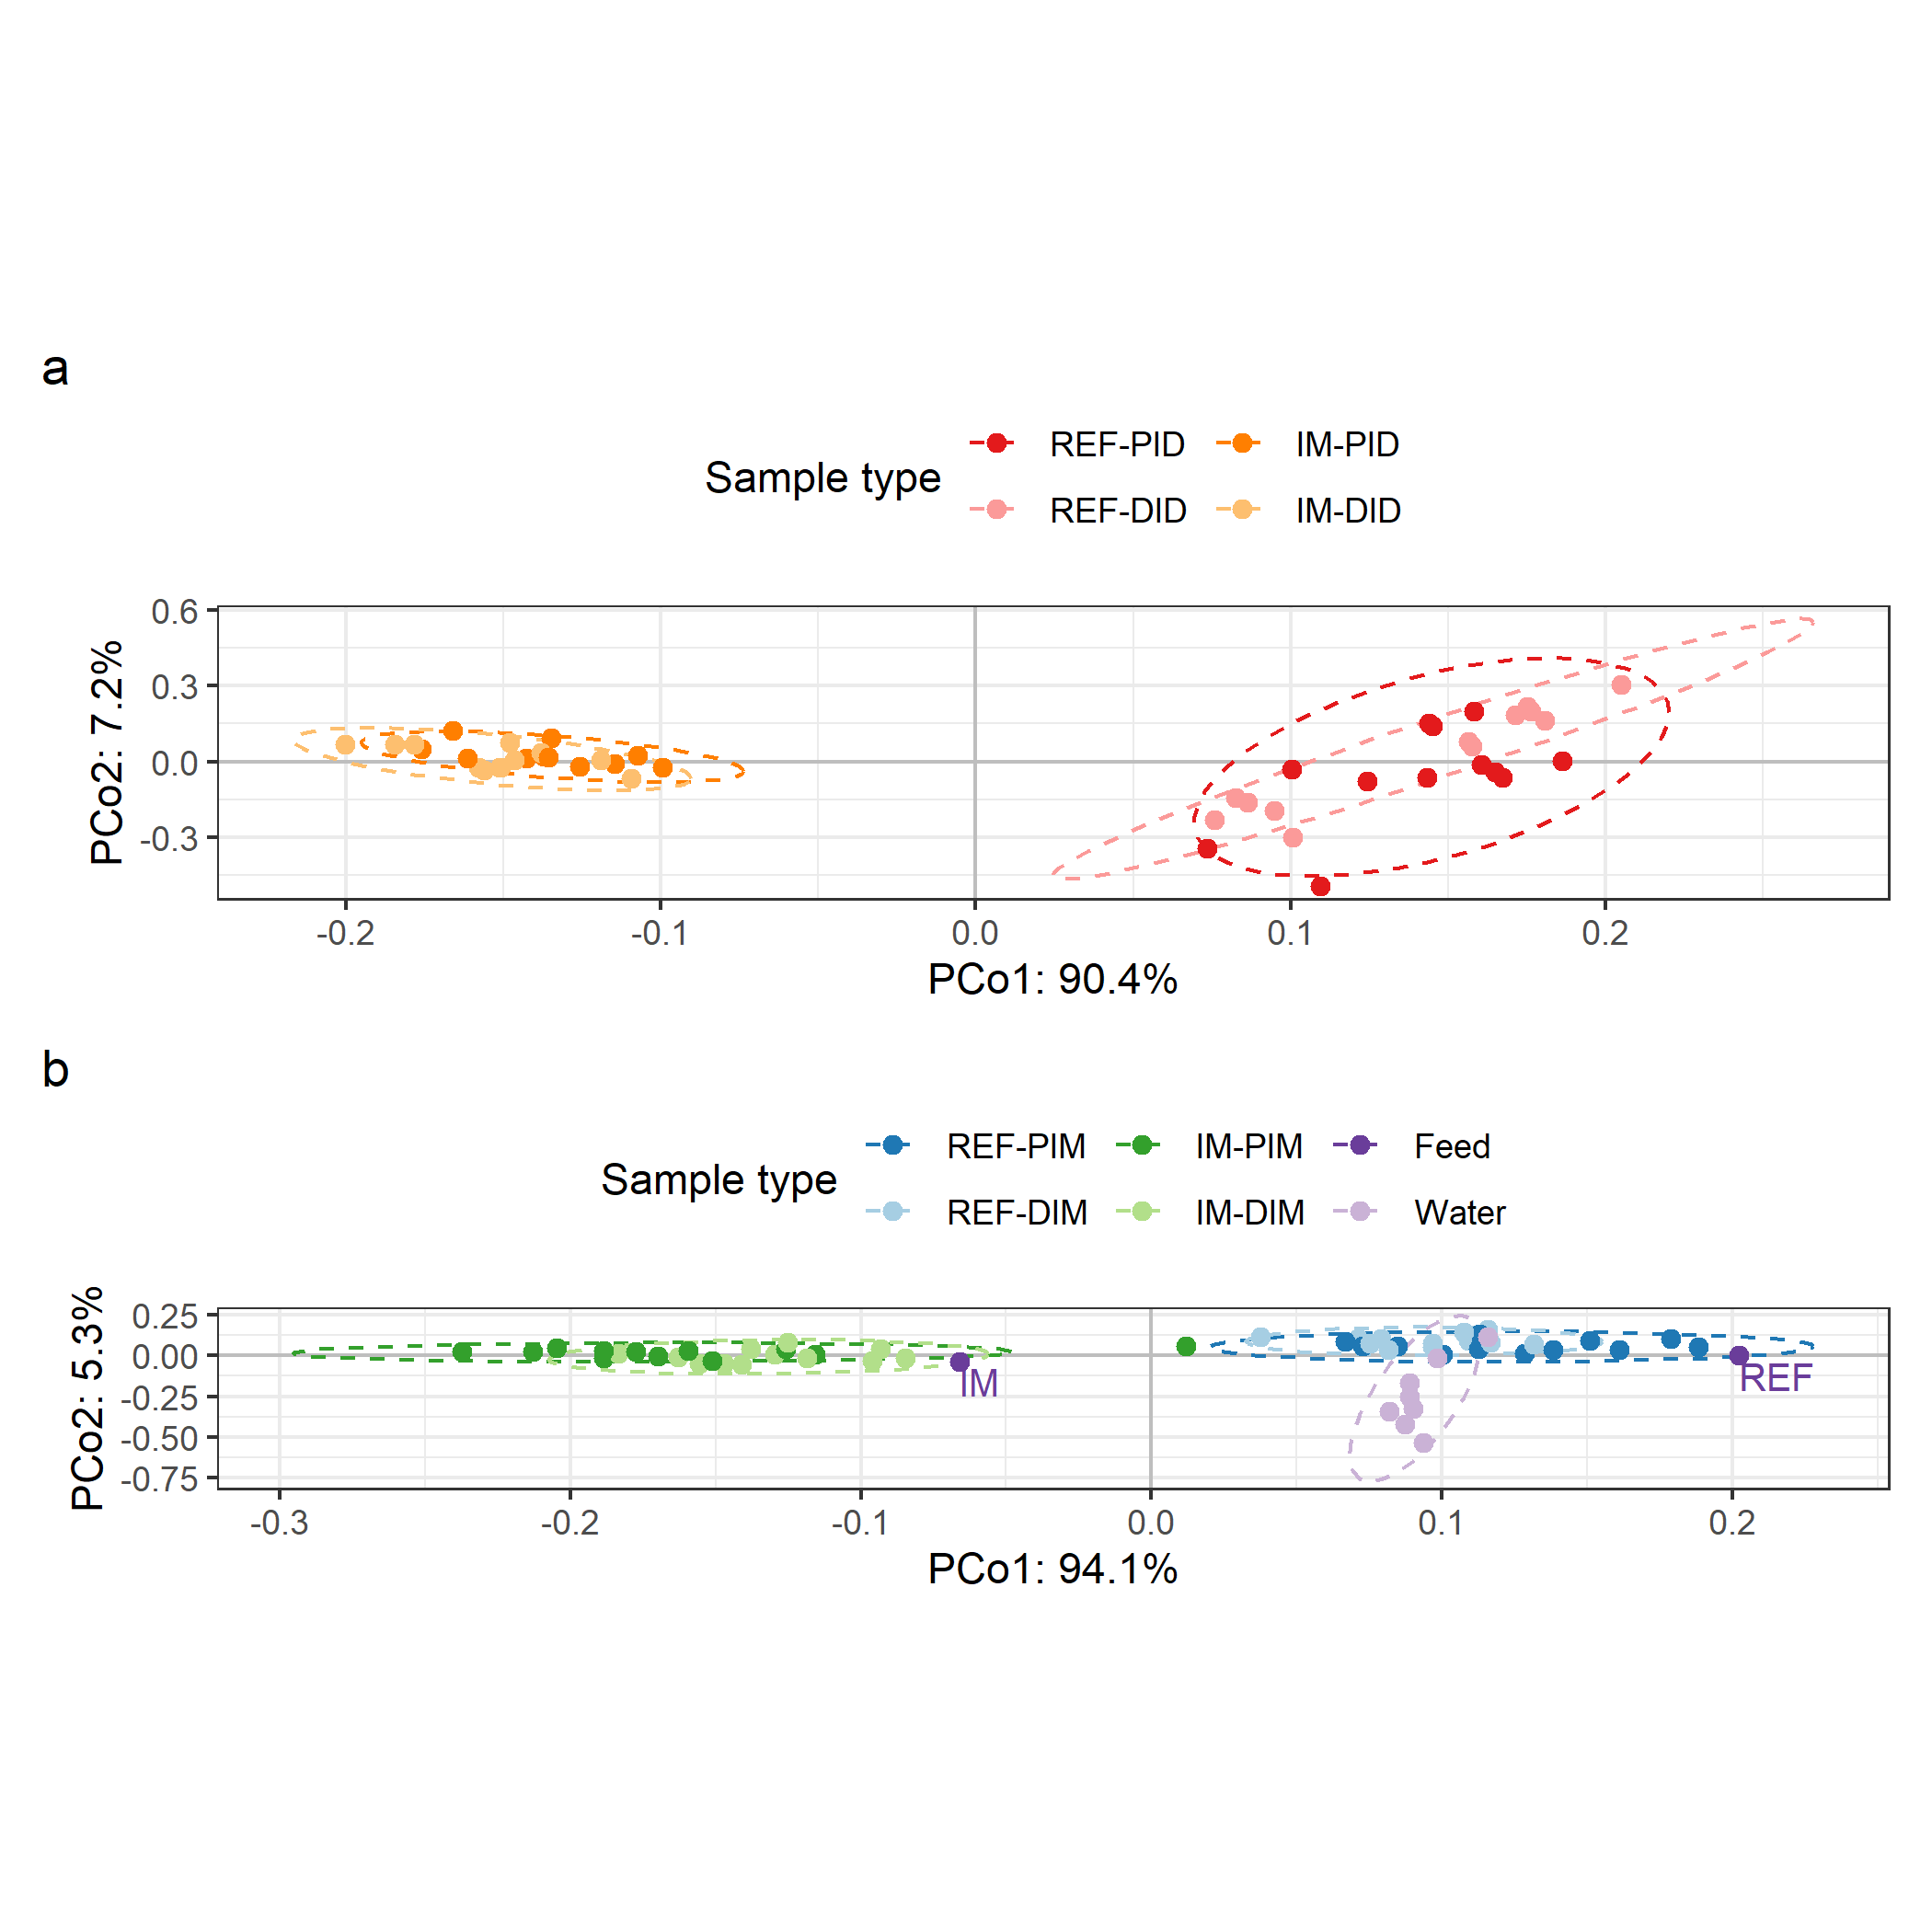 a
Sample type
REF-PID IM-PID
REF-DID IM-DID
PCo2: 7.2%
0.6
0.3
0.0
-0.3
-0.2 -0.1 0.0 0.1 0.2
PCo1: 90.4%
b
Sample type
REF-PIM IM-PIM Feed
REF-DIM IM-DIM Water
PCo2: 5.3%
0.25
0.00
-0.25
-0.50
-0.75
IM
REF
-0.3 -0.2 -0.1 0.0 0.1 0.2
PCo1: 94.1%